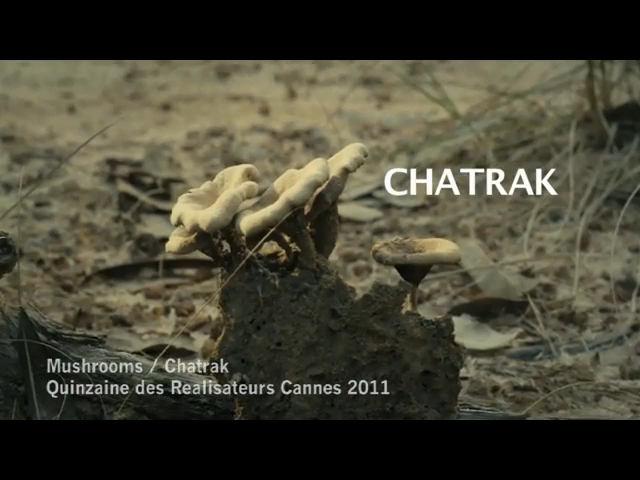 CHATRAK
Mushrooms / Chatrak
Quinzaine des Realisateurs Cannes 2011